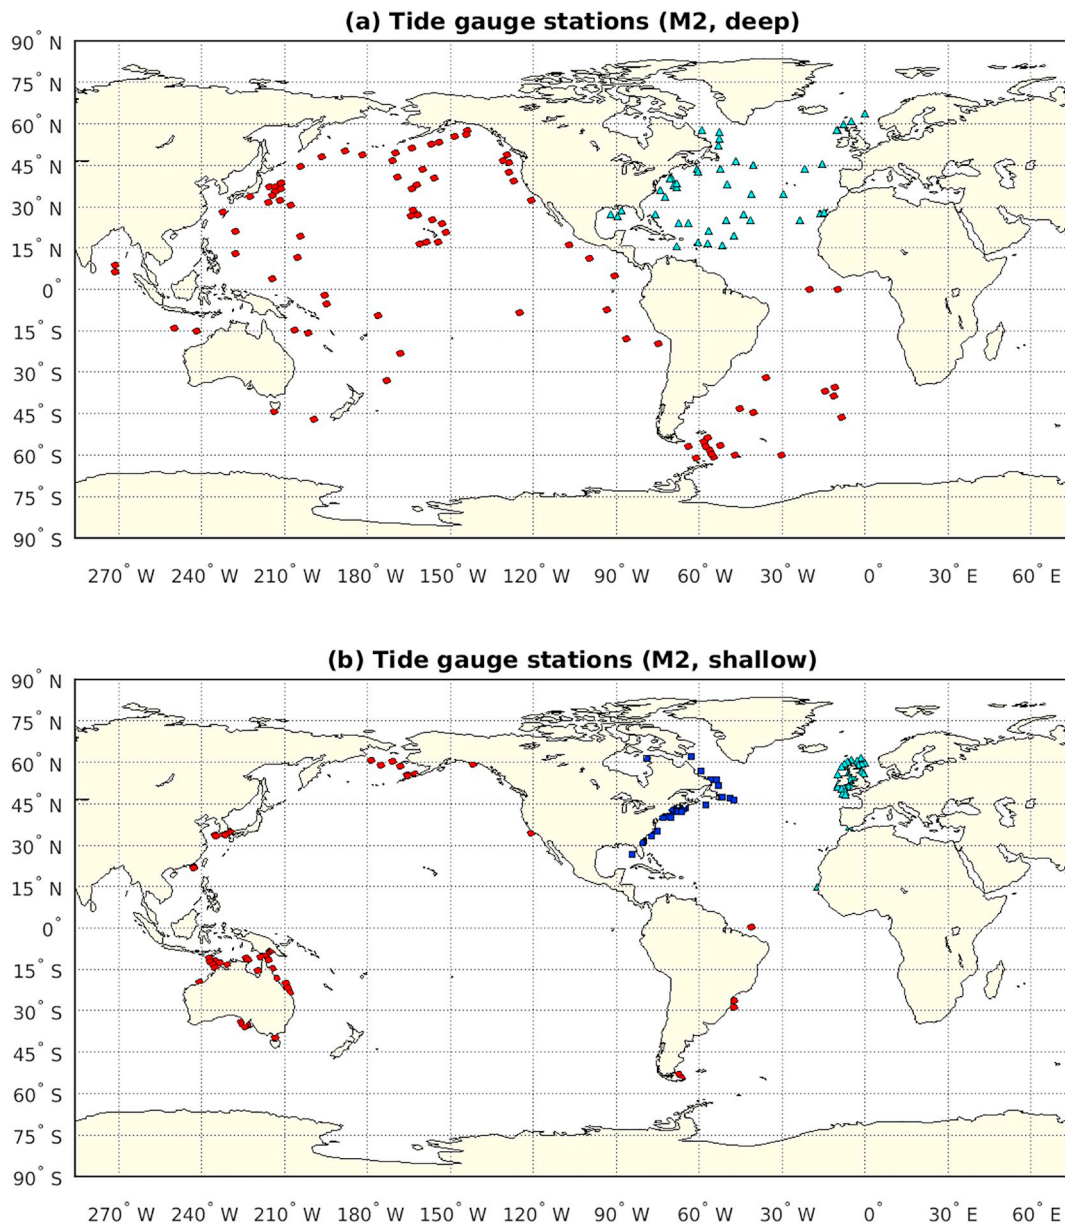 (a) Tide gauge stations (M2, deep)
90° N
75° N
60° N
45° N
30° N
15° N
0°
15° S
30° S
45° S
60° S
75° S
90° S
270° W 240° W 210° W 180° W 150° W 120° W 90° W 60° W 30° W 0° 30° E 60° E
(b) Tide gauge stations (M2, shallow)
90° N
75° N
60° N
45° N
30° N
15° N
0°
15° S
30° S
45° S
60° S
75° S
90° S
270° W 240° W 210° W 180° W 150° W 120° W 90° W 60° W 30° W 0° 30° E 60° E